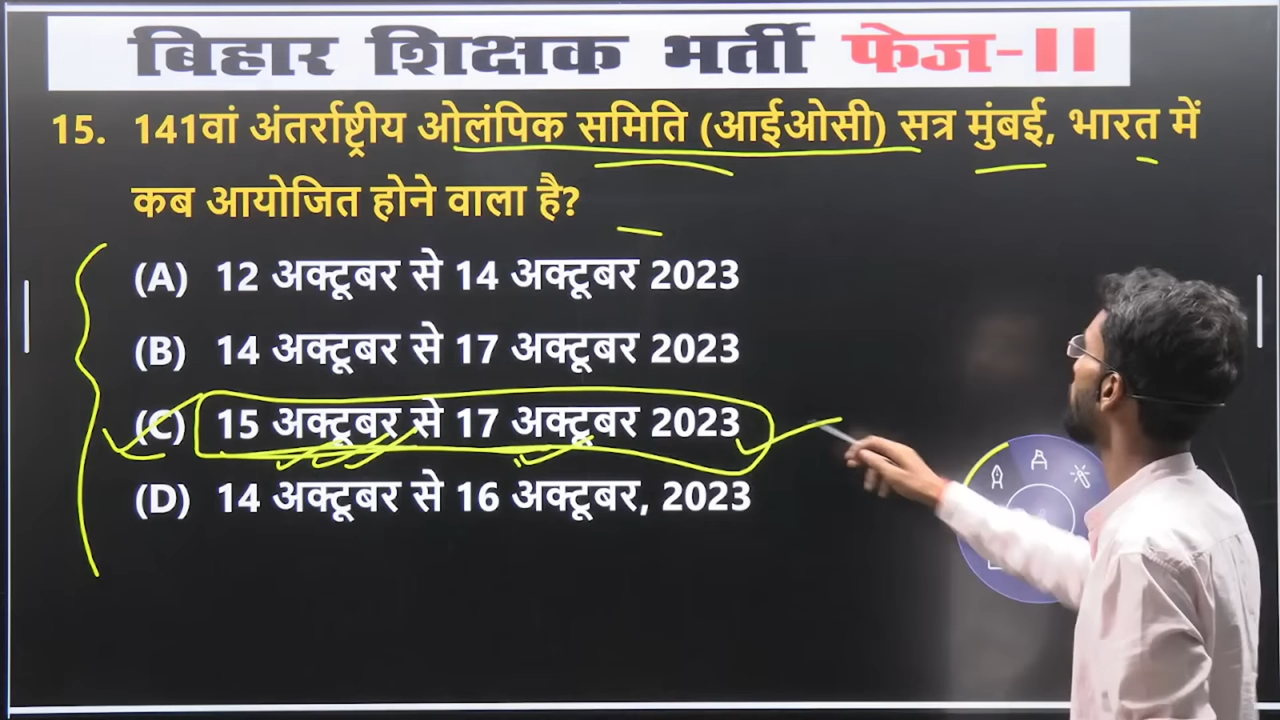 बिहार शिक्षक भर्ती फेज-II
15. 141वां अंतर्राष्ट्रीय ओलंपिक समिति (आईओसी) सत्र मुंबई, भारत में
कब आयोजित होने वाला है?
(A) 12 अक्टूबर से 14 अक्टूबर 2023
(B) 14 अक्टूबर से 17 अक्टूबर 2023
(C) 15 अक्टूबर से 17 अक्टूबर 2023
(D) 14 अक्टूबर से 16 अक्टूबर, 2023